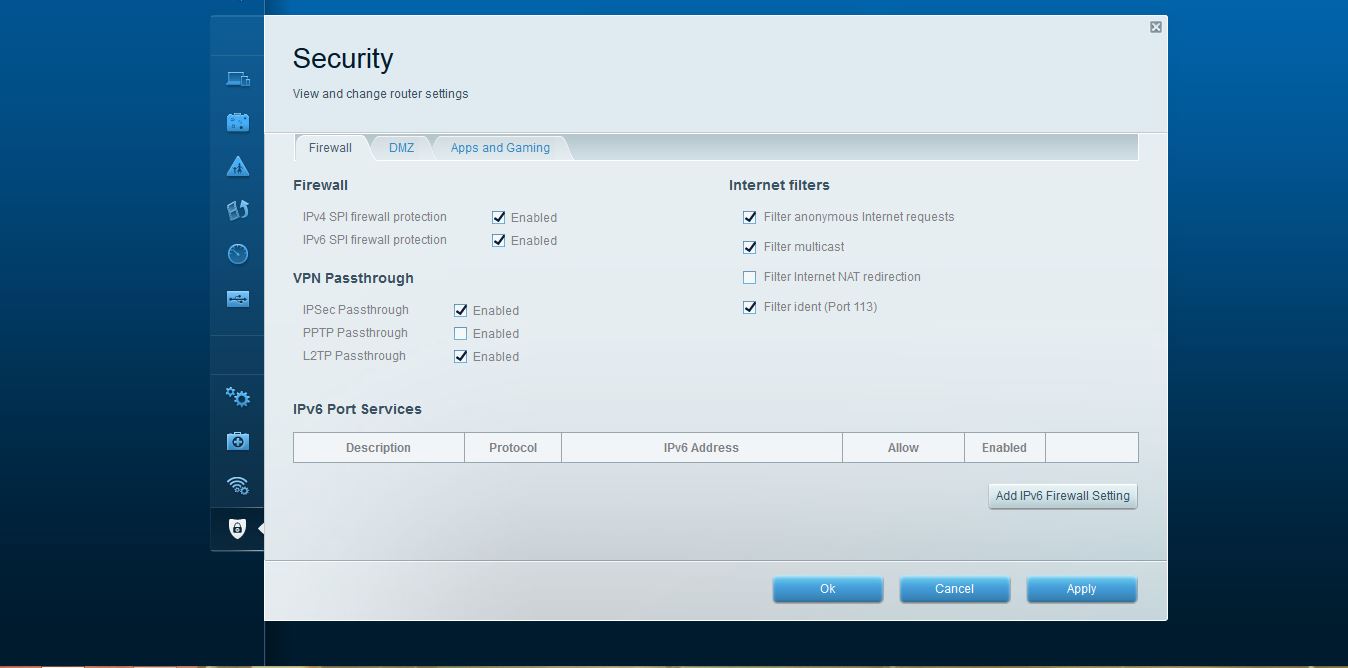 Security
View and change router settings
Firewall DMZ Apps and Gaming
Firewall
IPv4 SPI firewall protection Enabled
IPv6 SPI firewall protection Enabled
VPN Passthrough
IPSec Passthrough Enabled
PPTP Passthrough Enabled
L2TP Passthrough Enabled
Internet filters
Filter anonymous Internet requests
Filter multicast
Filter Internet NAT redirection
Filter ident (Port 113)
IPv6 Port Services
Description Protocol IPv6 Address Allow Enabled
Add IPv6 Firewall Setting
Ok Cancel Apply